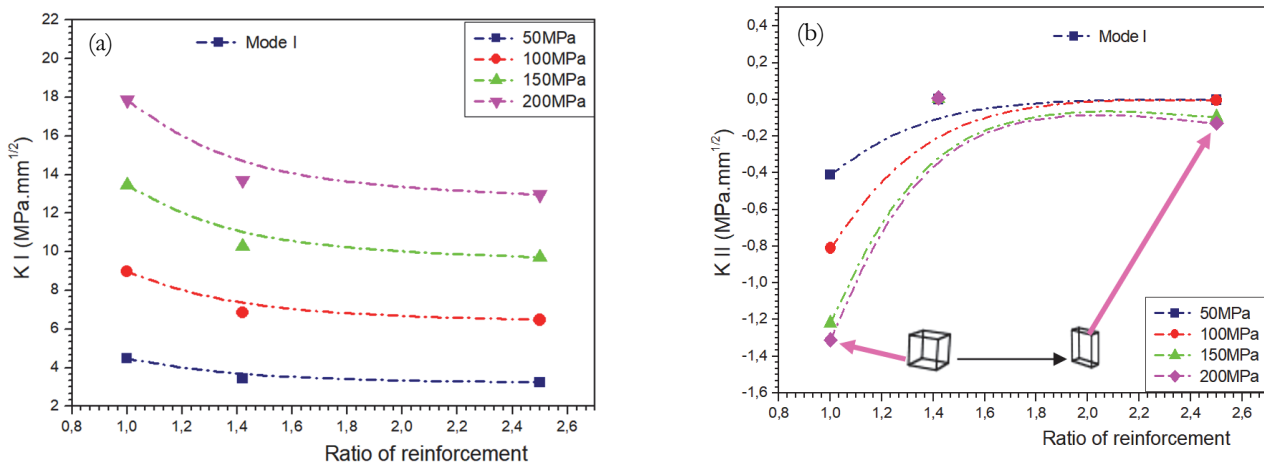 (a)
Mode I
50MPa
100MPa
150MPa
200MPa
22
20
18
16
14
12
10
8
6
4
2
K I (MPa.mm^1/2)
0,8 1,0 1,2 1,4 1,6 1,8 2,0 2,2 2,4 2,6
Ratio of reinforcement
(b)
Mode I
0,4
0,2
0,0
-0,2
-0,4
-0,6
-0,8
-1,0
-1,2
-1,4
-1,6
K II (MPa.mm^1/2)
50MPa
100MPa
150MPa
200MPa
0,8 1,0 1,2 1,4 1,6 1,8 2,0 2,2 2,4 2,6
Ratio of reinforcement